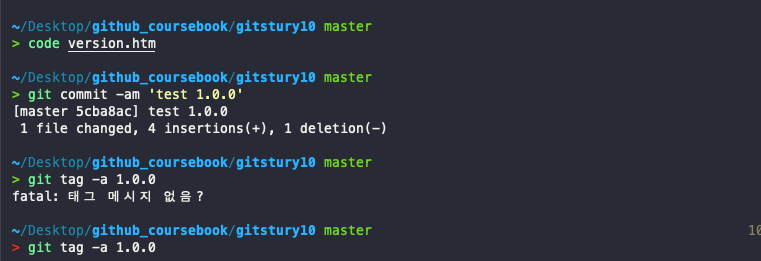 ~/Desktop/github_coursebook/gitstury10 master
> code version.htm
~/Desktop/github_coursebook/gitstury10 master
> git commit -am 'test 1.0.0'
[master 5cba8ac] test 1.0.0
1 file changed, 4 insertions(+), 1 deletion(-)
~/Desktop/github_coursebook/gitstury10 master
> git tag -a 1.0.0
fatal: 태그 메시지 없음?
~/Desktop/github_coursebook/gitstury10 master 10
> git tag -a 1.0.0